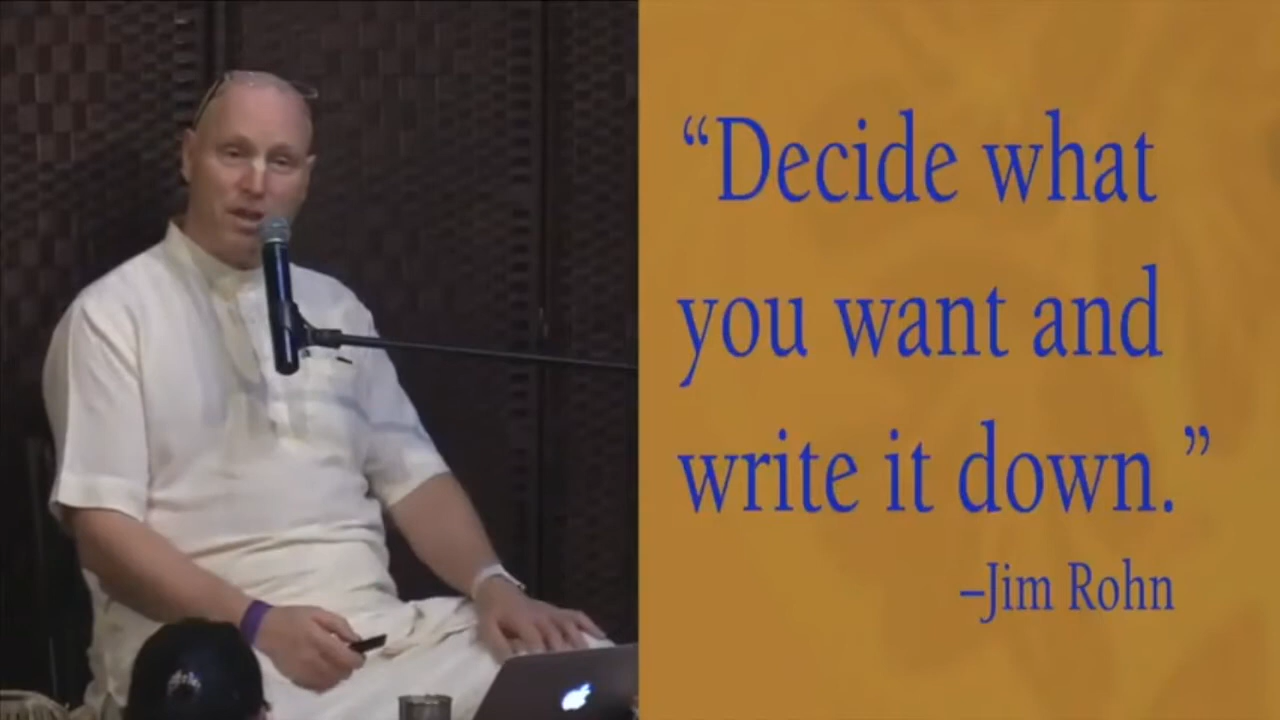 “Decide what
you want and
write it down.”
–Jim Rohn